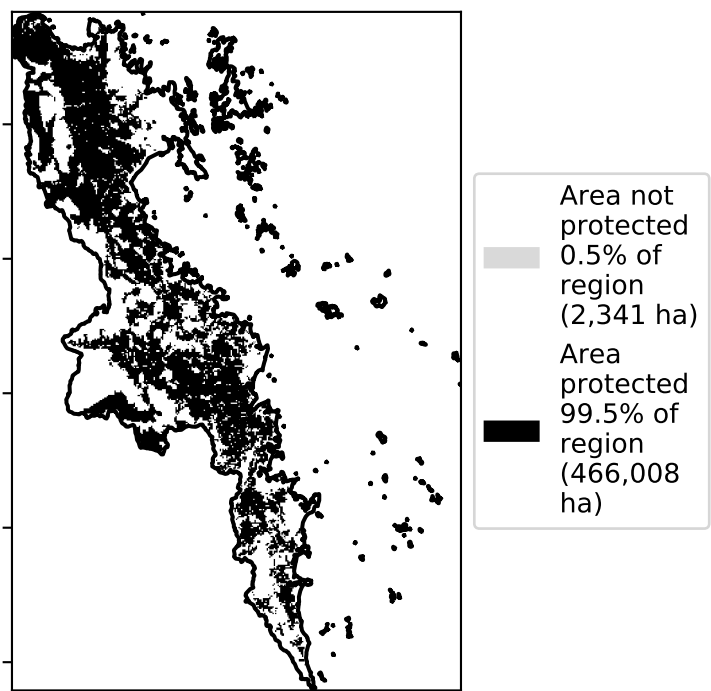 Area not
protected
0.5% of
region
(2,341 ha)
Area
protected
99.5% of
region
(466,008
ha)